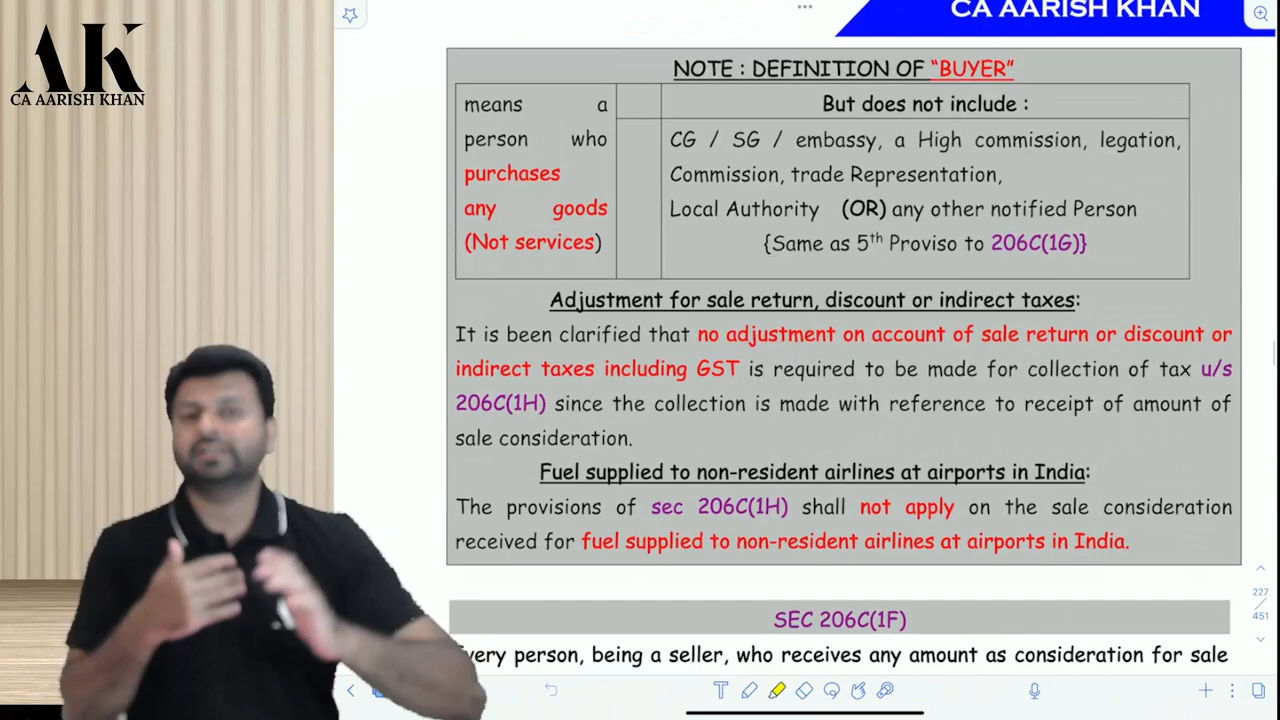 CA AARISH KHAN
AK
CA AARISH KHAN
NOTE : DEFINITION OF “BUYER”
means a
person who
purchases
any goods
(Not services)
But does not include :
CG / SG / embassy, a High commission, legation,
Commission, trade Representation,
Local Authority (OR) any other notified Person
{Same as 5th Proviso to 206C(1G)}
Adjustment for sale return, discount or indirect taxes:
It is been clarified that no adjustment on account of sale return or discount or
indirect taxes including GST is required to be made for collection of tax u/s
206C(1H) since the collection is made with reference to receipt of amount of
sale consideration.
Fuel supplied to non-resident airlines at airports in India:
The provisions of sec 206C(1H) shall not apply on the sale consideration
received for fuel supplied to non-resident airlines at airports in India.
227
451
SEC 206C(1F)
Every person, being a seller, who receives any amount as consideration for sale